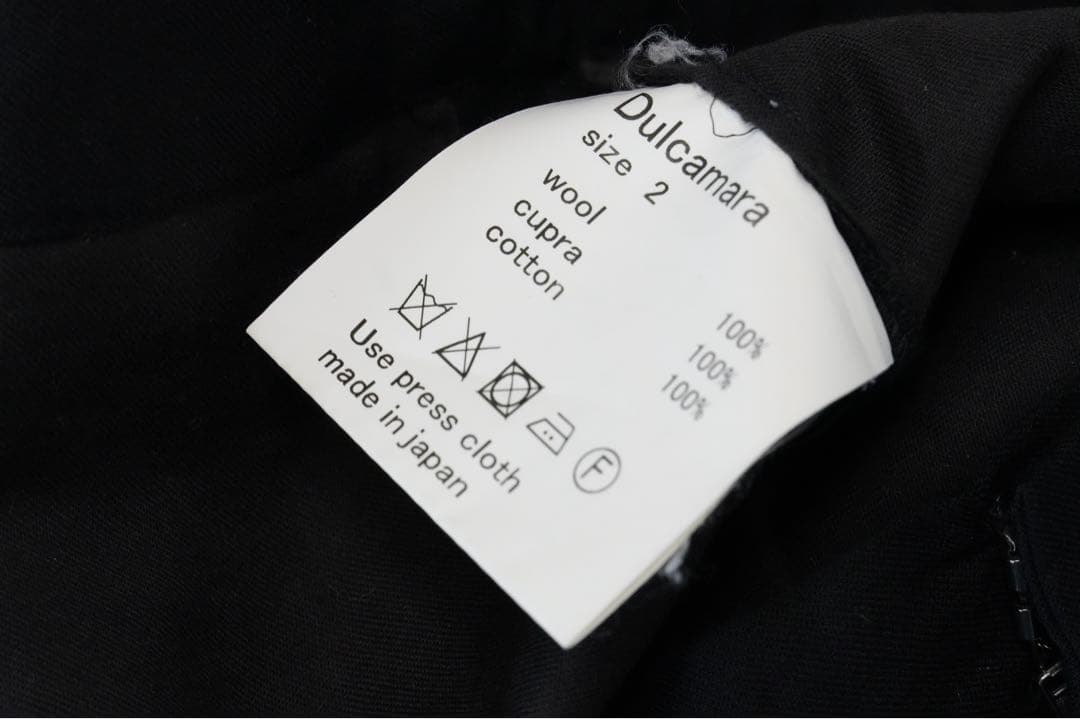 Dulcamara
size 2
wool 100%
cupra 100%
cotton 100%
F
Use press cloth
made in japan